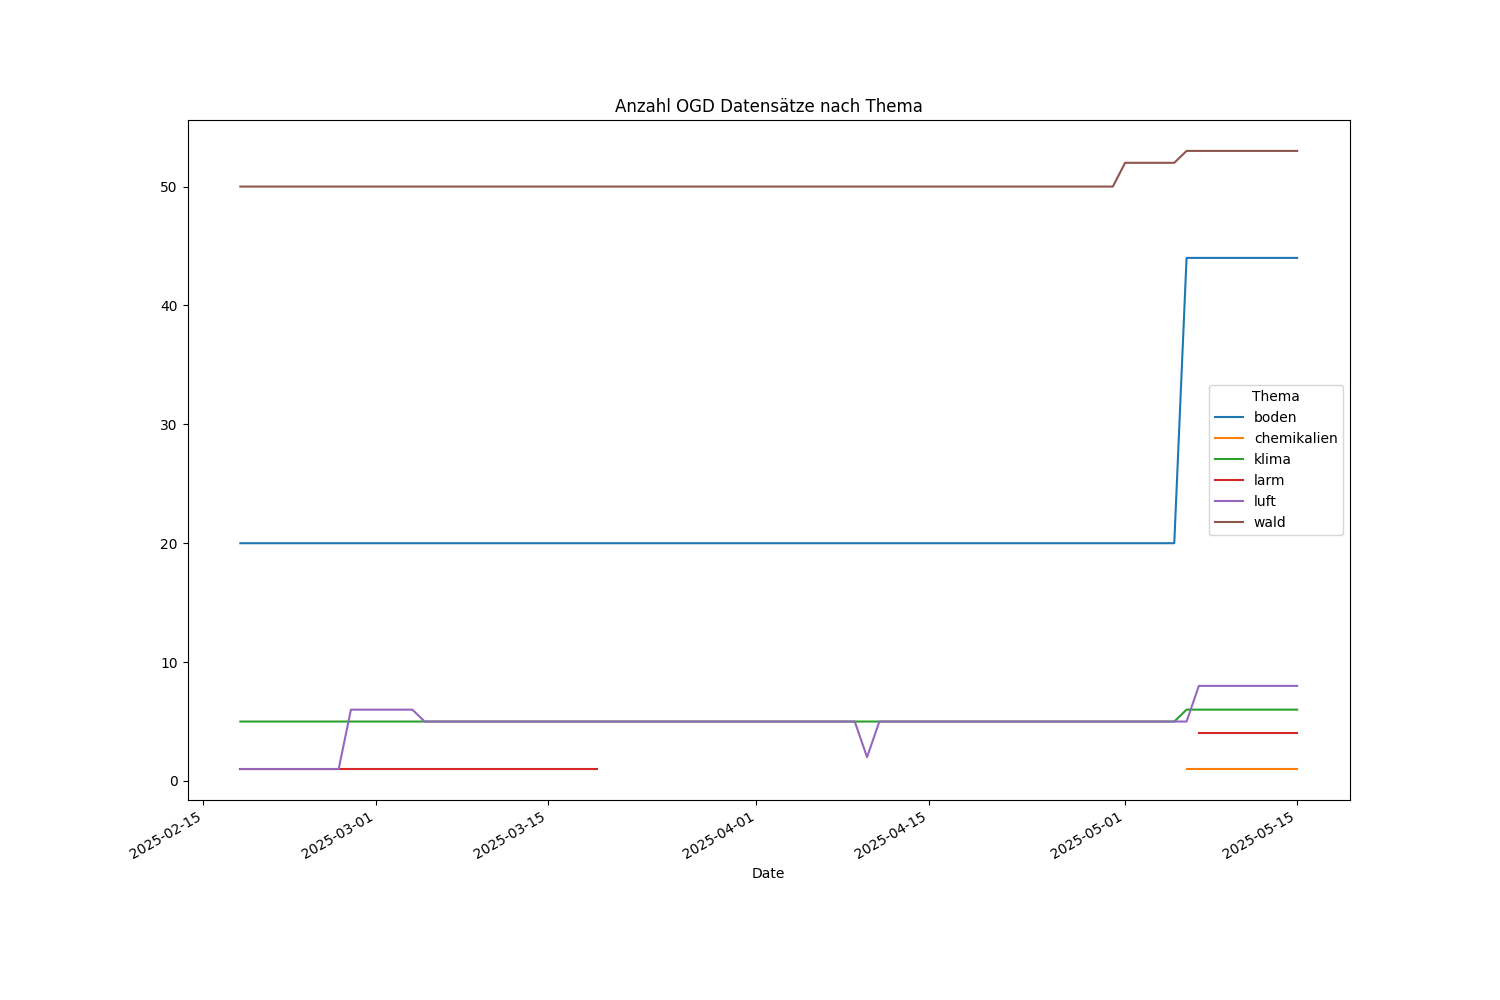 Anzahl OGD Datensätze nach Thema
50
40
30
20
10
0
Thema
boden
chemikalien
klima
larm
luft
wald
2025-02-15
2025-03-01
2025-03-15
2025-04-01
2025-04-15
2025-05-01
2025-05-15
Date